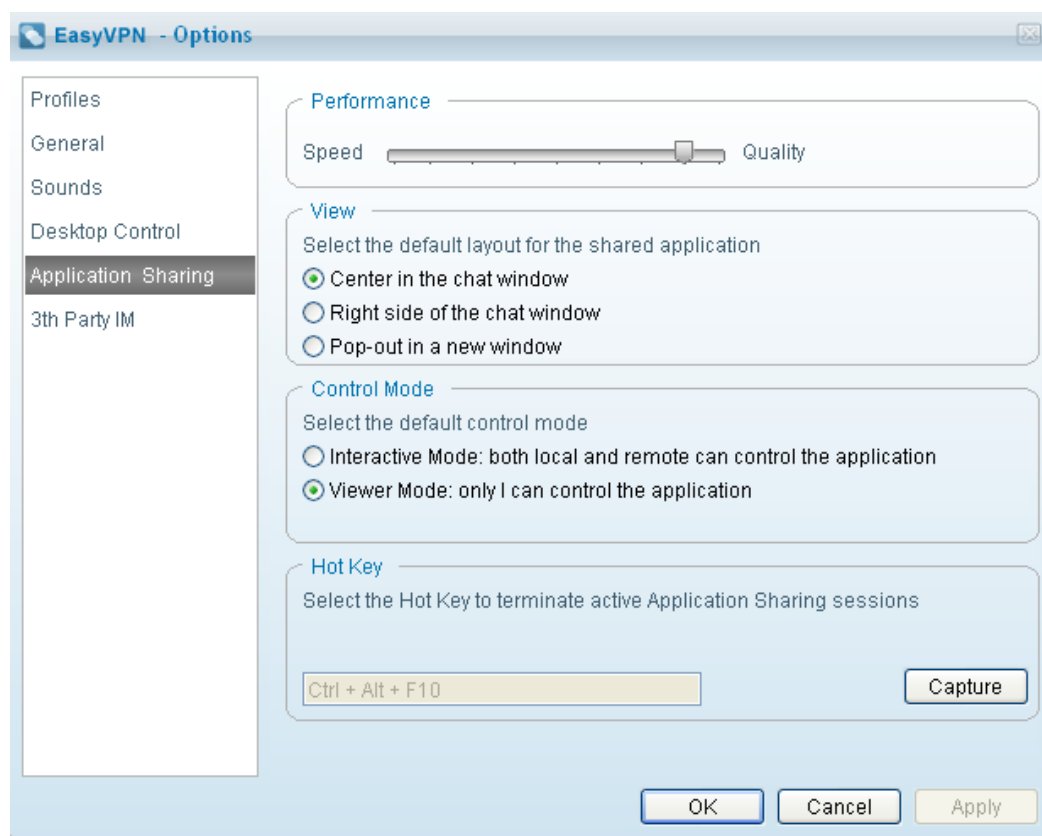 EasyVPN - Options
Profiles
General
Sounds
Desktop Control
Application Sharing
3th Party IM
Performance
Speed
Quality
View
Select the default layout for the shared application
Center in the chat window
Right side of the chat window
Pop-out in a new window
Control Mode
Select the default control mode
Interactive Mode: both local and remote can control the application
Viewer Mode: only I can control the application
Hot Key
Select the Hot Key to terminate active Application Sharing sessions
Ctrl + Alt + F10
Capture
OK
Cancel
Apply